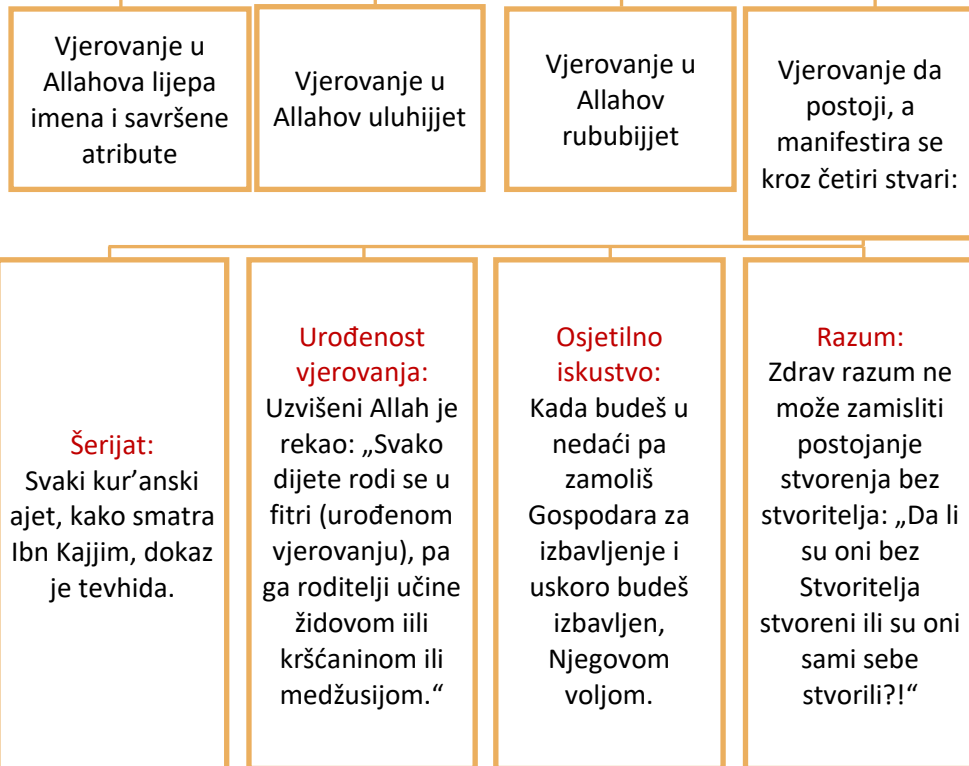 Vjerovanje u
Allahova lijepa
imena i savršene
atribute
Vjerovanje u
Allahov uluhijjet
Vjerovanje u
Allahov
rububijjet
Vjerovanje da
postoji, a
manifestira se
kroz četiri stvari:
Šerijat:
Svaki kur’anski
ajet, kako smatra
Ibn Kajjim, dokaz
je tevhida.
Urođenost
vjerovanja:
Uzvišeni Allah je
rekao: „Svako
dijete rodi se u
fitri (urođenom
vjerovanju), pa
ga roditelji učine
židovom iili
kršćaninom ili
medžusijom.“
Osjetilno
iskustvo:
Kada budeš u
nedaći pa
zamoliš
Gospodara za
izbavljenje i
uskoro budeš
izbavljen,
Njegovom
voljom.
Razum:
Zdrav razum ne
može zamisliti
postojanje
stvorenja bez
stvoritelja: „Da li
su oni bez
Stvoritelja
stvoreni ili su oni
sami sebe
stvorili?!“